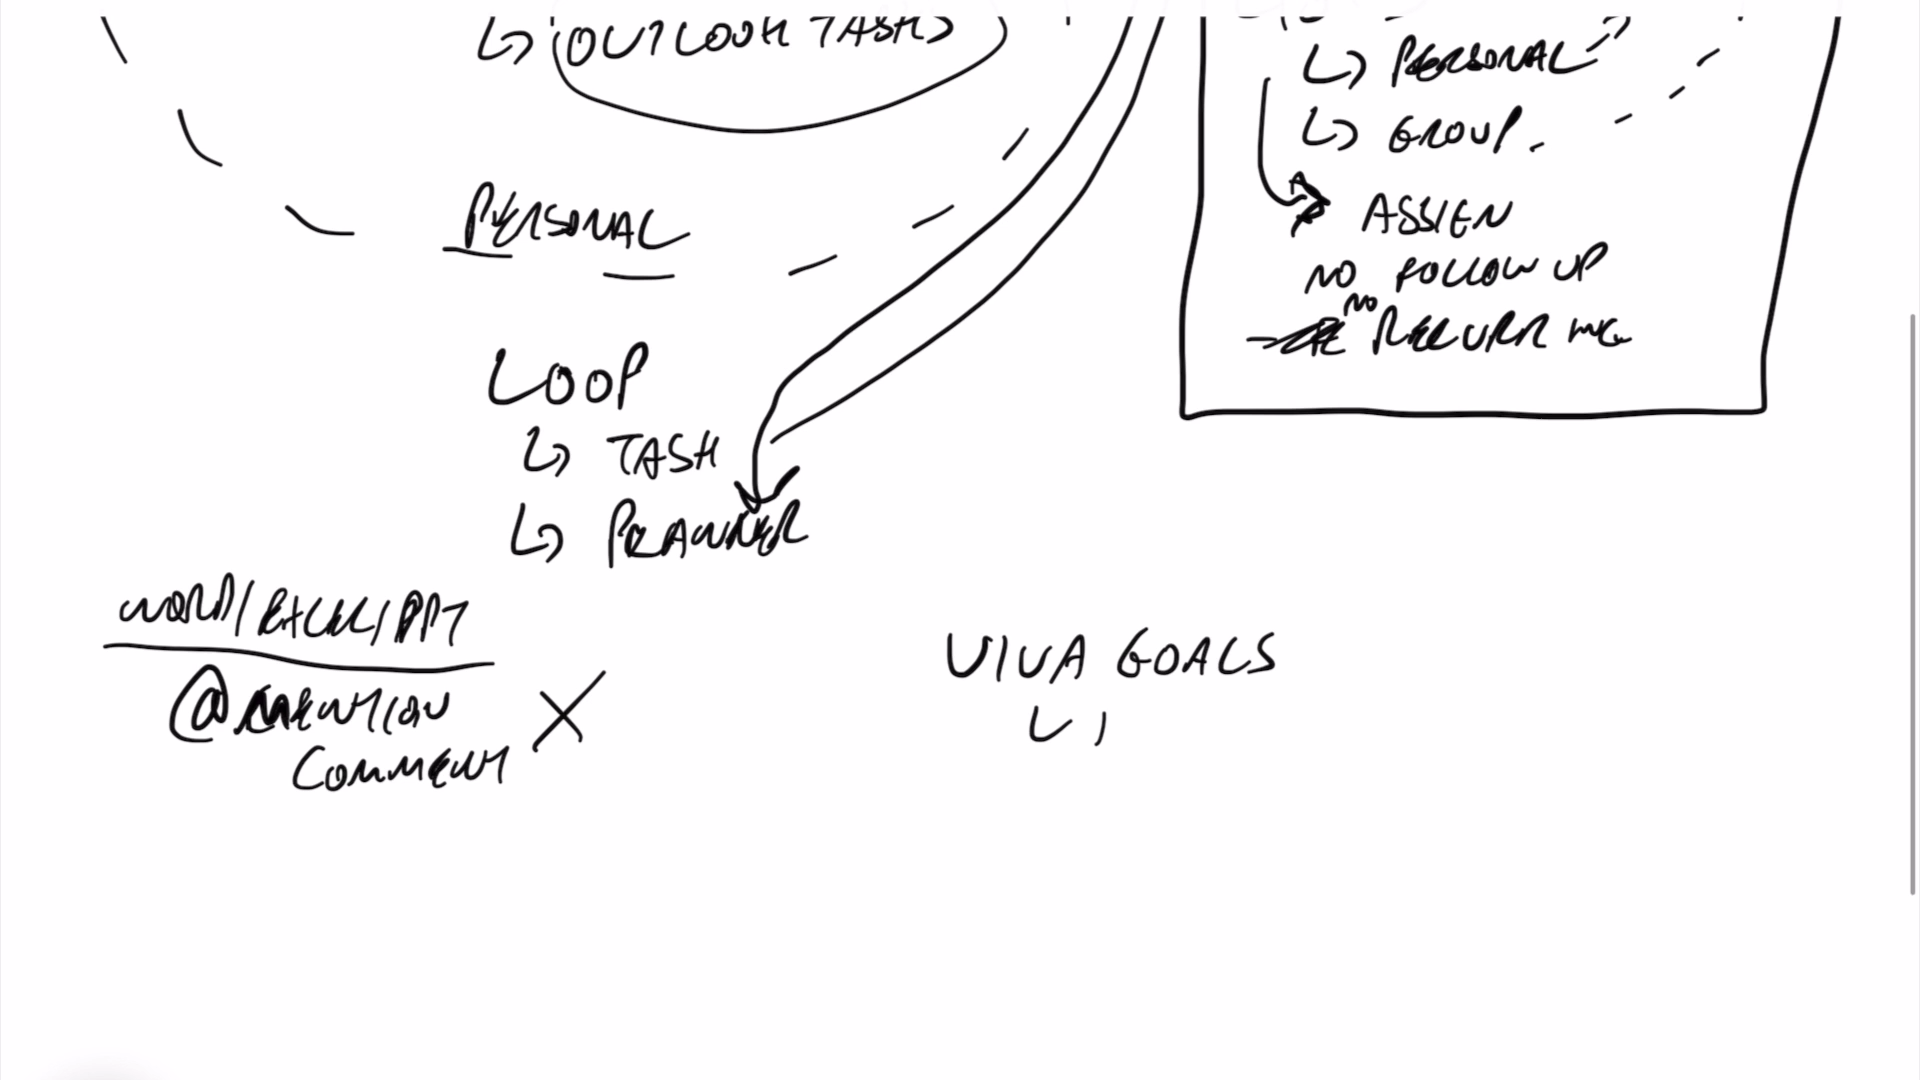 ↳ OUTLOOK TASKS
PERSONAL
LOOP
↳ TASK
↳ PLANNER
WORD/EXCEL/PPT
@MENTION
COMMENT
VIVA GOALS
↳ PERSONAL
↳ GROUP
ASSIGN
NO FOLLOW UP
NO
RECURRING